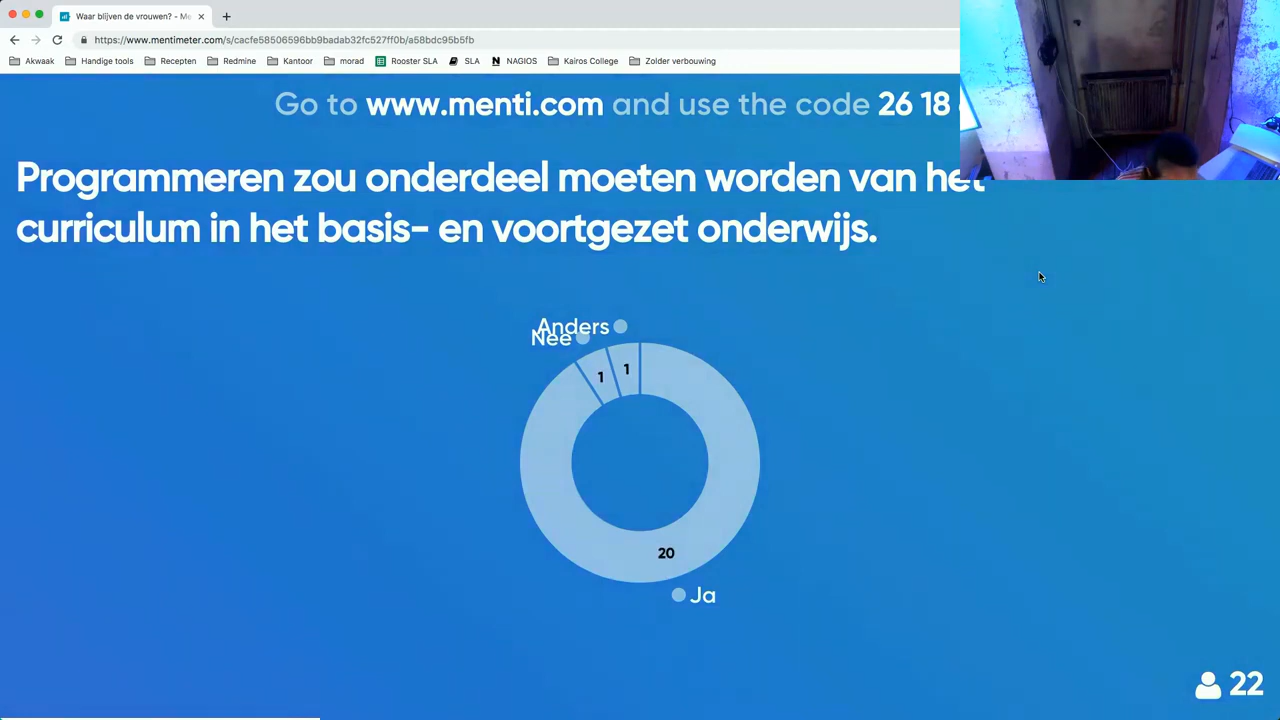 Waar blijven de vrouwen? - Me
https://www.mentimeter.com/s/cacfe58506596bb9badab32fc527ff0b/a58bdc95b5fb
Akwaak Handige tools Recepten Redmine Kantoor morad Rooster SLA SLA NAGIOS Kairos College Zolder verbouwing
Go to www.menti.com and use the code 26 18
Programmeren zou onderdeel moeten worden van het
curriculum in het basis- en voortgezet onderwijs.
Anders
Nee
1 1
20
Ja
22